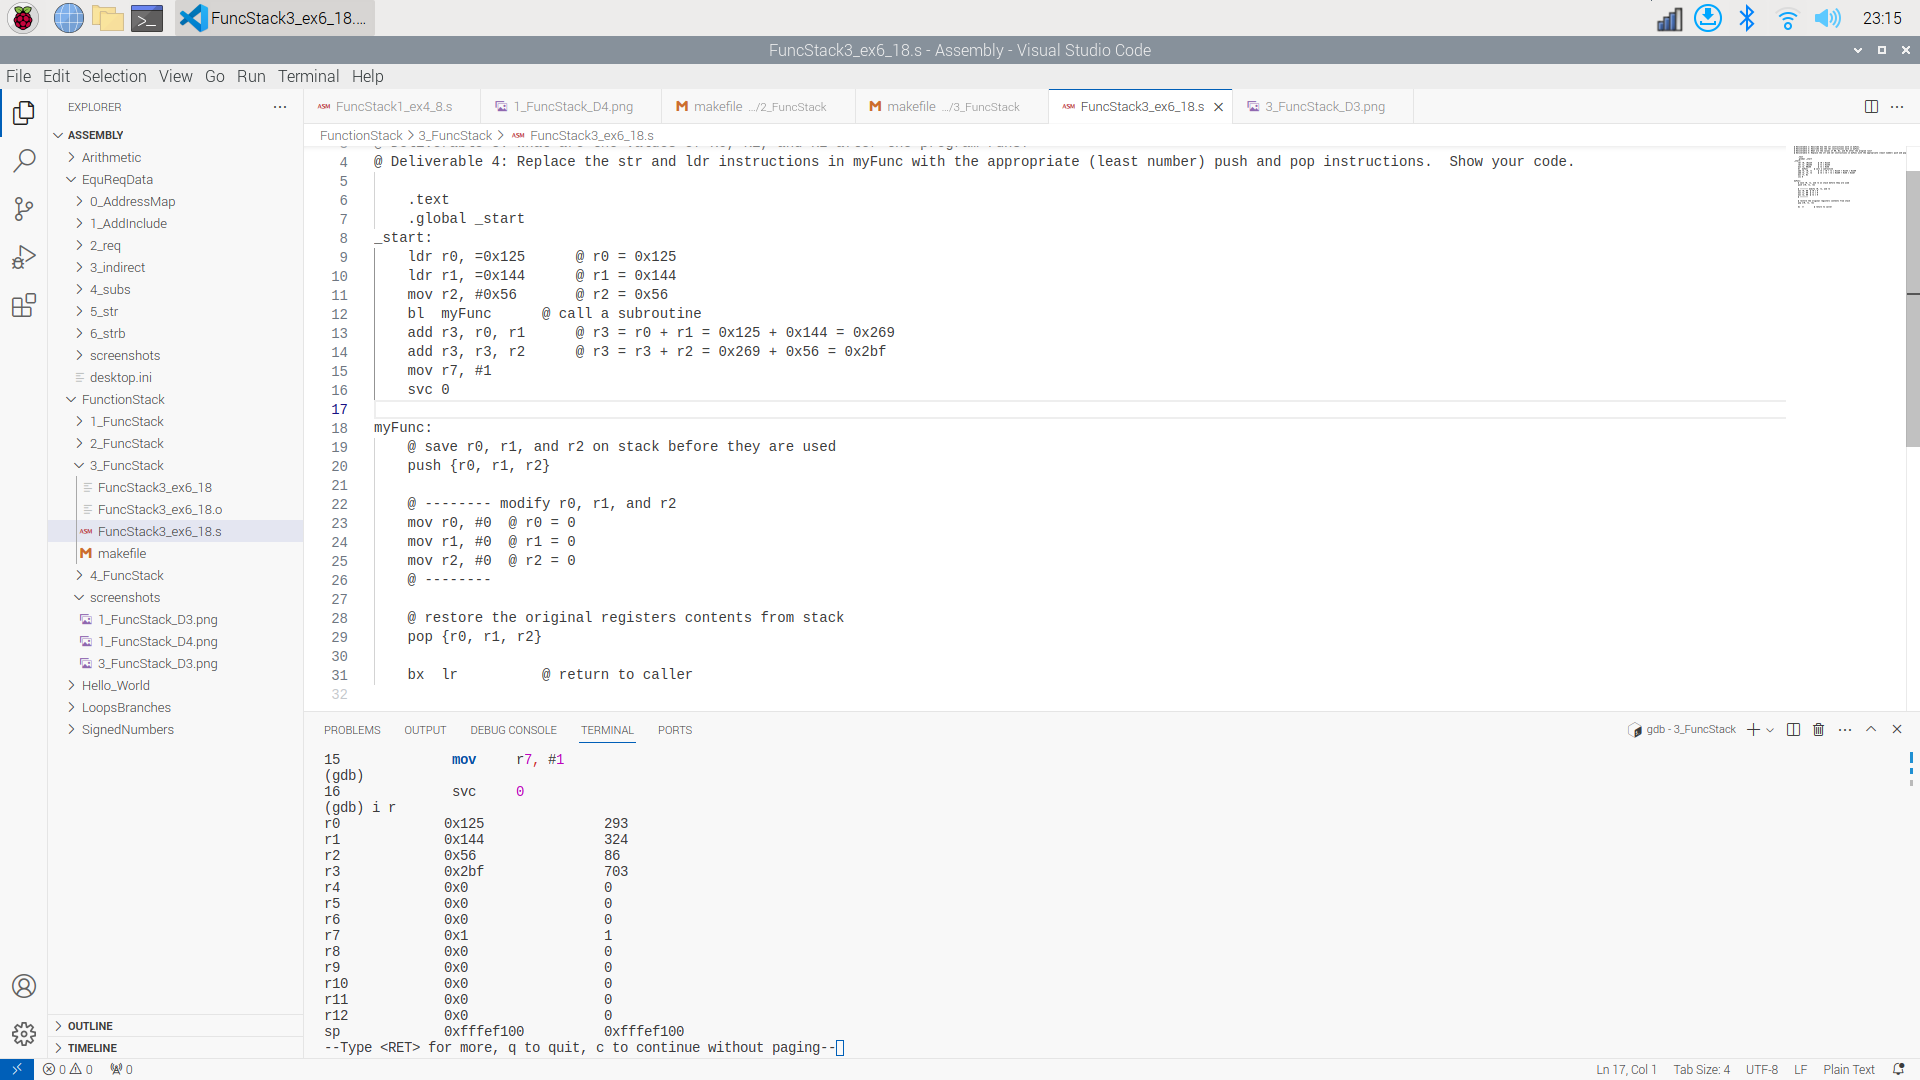 FuncStack3_ex6_18....
23:15
FuncStack3_ex6_18.s - Assembly - Visual Studio Code
File Edit Selection View Go Run Terminal Help
EXPLORER
ASSEMBLY
Arithmetic
EquReqData
0_AddressMap
1_AddInclude
2_req
3_indirect
4_subs
5_str
6_strb
screenshots
desktop.ini
FunctionStack
1_FuncStack
2_FuncStack
3_FuncStack
FuncStack3_ex6_18
FuncStack3_ex6_18.o
ASM FuncStack3_ex6_18.s
makefile
4_FuncStack
screenshots
1_FuncStack_D3.png
1_FuncStack_D4.png
3_FuncStack_D3.png
Hello_World
LoopsBranches
SignedNumbers
OUTLINE
TIMELINE
ASM FuncStack1_ex4_8.s 1_FuncStack_D4.png makefile .../2_FuncStack makefile .../3_FuncStack ASM FuncStack3_ex6_18.s 3_FuncStack_D3.png
FunctionStack > 3_FuncStack > ASM FuncStack3_ex6_18.s
4 @ Deliverable 4: Replace the str and ldr instructions in myFunc with the appropriate (least number) push and pop instructions.  Show your code.
5
6     .text
7     .global _start
8 _start:
9     ldr r0, =0x125      @ r0 = 0x125
10     ldr r1, =0x144      @ r1 = 0x144
11     mov r2, #0x56       @ r2 = 0x56
12     bl  myFunc      @ call a subroutine
13     add r3, r0, r1      @ r3 = r0 + r1 = 0x125 + 0x144 = 0x269
14     add r3, r3, r2      @ r3 = r3 + r2 = 0x269 + 0x56 = 0x2bf
15     mov r7, #1
16     svc 0
17
18 myFunc:
19     @ save r0, r1, and r2 on stack before they are used
20     push {r0, r1, r2}
21
22     @ -------- modify r0, r1, and r2
23     mov r0, #0  @ r0 = 0
24     mov r1, #0  @ r1 = 0
25     mov r2, #0  @ r2 = 0
26     @ --------
27
28     @ restore the original registers contents from stack
29     pop {r0, r1, r2}
30
31     bx  lr          @ return to caller
32
PROBLEMS OUTPUT DEBUG CONSOLE TERMINAL PORTS
gdb - 3_FuncStack
15              mov     r7, #1
(gdb)
16              svc     0
(gdb) i r
r0             0x125               293
r1             0x144               324
r2             0x56                86
r3             0x2bf               703
r4             0x0                 0
r5             0x0                 0
r6             0x0                 0
r7             0x1                 1
r8             0x0                 0
r9             0x0                 0
r10            0x0                 0
r11            0x0                 0
r12            0x0                 0
sp             0xfffef100          0xfffef100
--Type <RET> for more, q to quit, c to continue without paging--
0 0 0
Ln 17, Col 1 Tab Size: 4 UTF-8 LF Plain Text